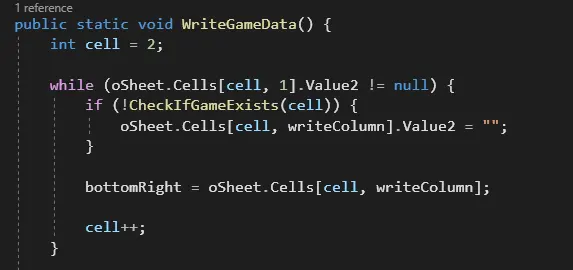 1 reference
public static void WriteGameData() {
int cell = 2;
while (oSheet.Cells[cell, 1].Value2 != null) {
if (!CheckIfGameExists(cell)) {
oSheet.Cells[cell, writeColumn].Value2 = "";
}
bottomRight = oSheet.Cells[cell, writeColumn];
cell++;
}